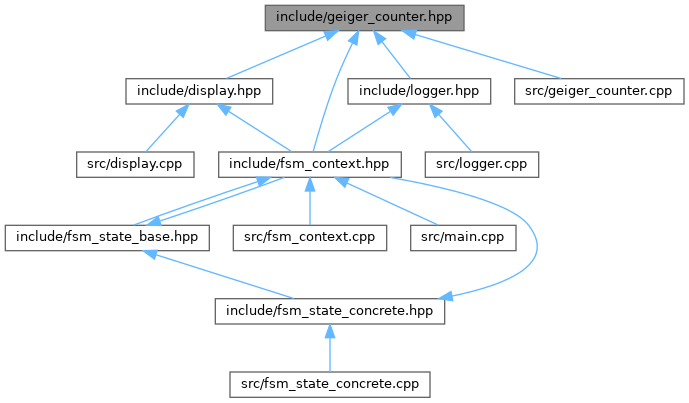 include/geiger_counter.hpp
include/display.hpp
include/logger.hpp
src/geiger_counter.cpp
src/display.cpp
include/fsm_context.hpp
src/logger.cpp
include/fsm_state_base.hpp
src/fsm_context.cpp
src/main.cpp
include/fsm_state_concrete.hpp
src/fsm_state_concrete.cpp